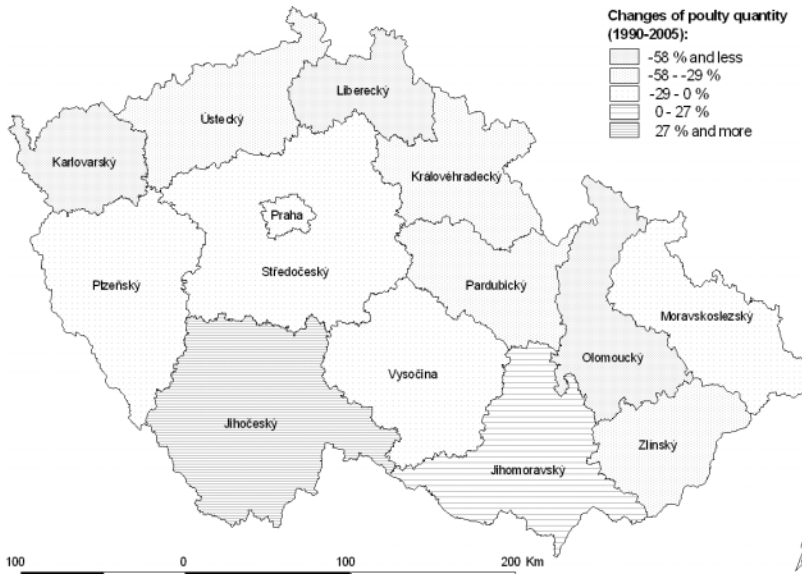 Changes of poulty quantity
(1990-2005):
-58 % and less
-58 - -29 %
-29 - 0 %
0 - 27 %
27 % and more
Liberecký
Ústecký
Karlovarský
Královéhradecký
Praha
Středočeský
Plzeňský
Pardubický
Moravskoslezský
Olomoucký
Vysočina
Jihočeský
Zlínský
Jihomoravský
100 0 100 200 Km